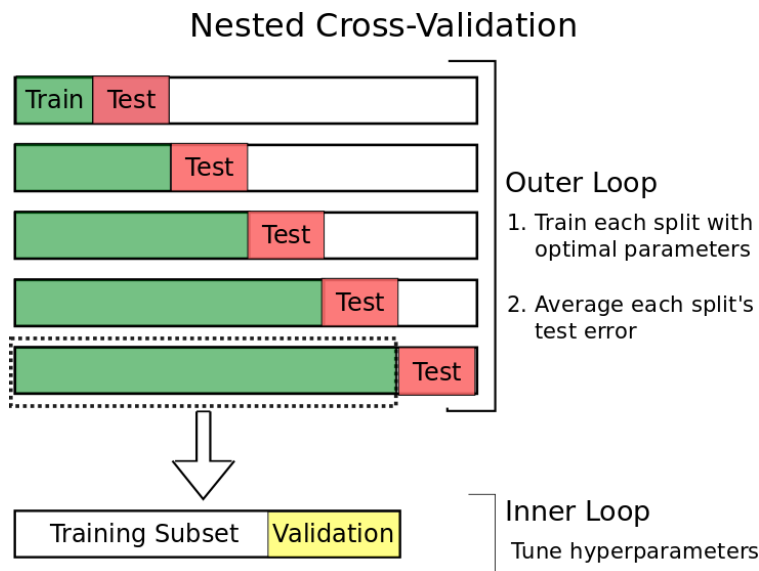 Nested Cross-Validation
Train
Test
Test
Test
Test
Test
Outer Loop
1. Train each split with
optimal parameters
2. Average each split's
test error
Training Subset
Validation
Inner Loop
Tune hyperparameters